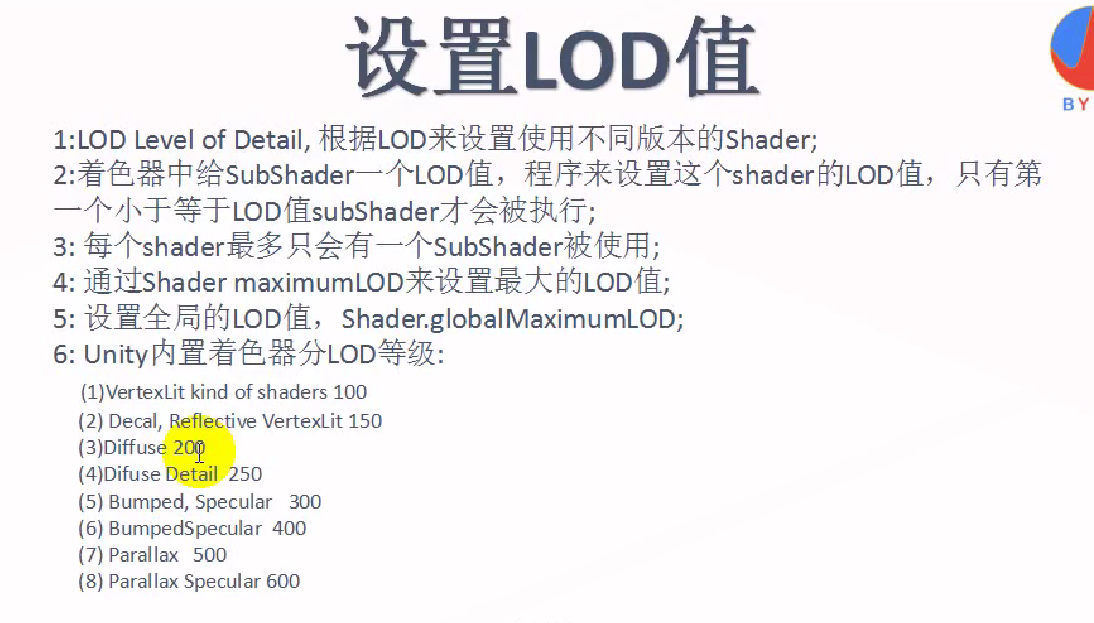 设置LOD值
BY
1:LOD Level of Detail, 根据LOD来设置使用不同版本的Shader;
2:着色器中给SubShader一个LOD值，程序来设置这个shader的LOD值，只有第
一个小于等于LOD值subShader才会被执行;
3: 每个shader最多只会有一个SubShader被使用;
4: 通过Shader maximumLOD来设置最大的LOD值;
5: 设置全局的LOD值，Shader.globalMaximumLOD;
6: Unity内置着色器分LOD等级:
(1)VertexLit kind of shaders 100
(2) Decal, Reflective VertexLit 150
(3)Diffuse 200
(4)Difuse Detail 250
(5) Bumped, Specular 300
(6) BumpedSpecular 400
(7) Parallax 500
(8) Parallax Specular 600